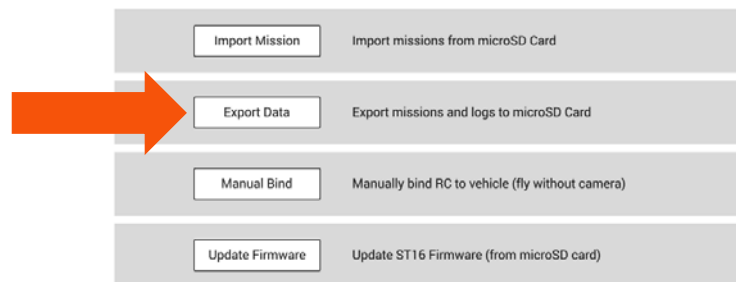 Import Mission Import missions from microSD Card
Export Data Export missions and logs to microSD Card
Manual Bind Manually bind RC to vehicle (fly without camera)
Update Firmware Update ST16 Firmware (from microSD card)